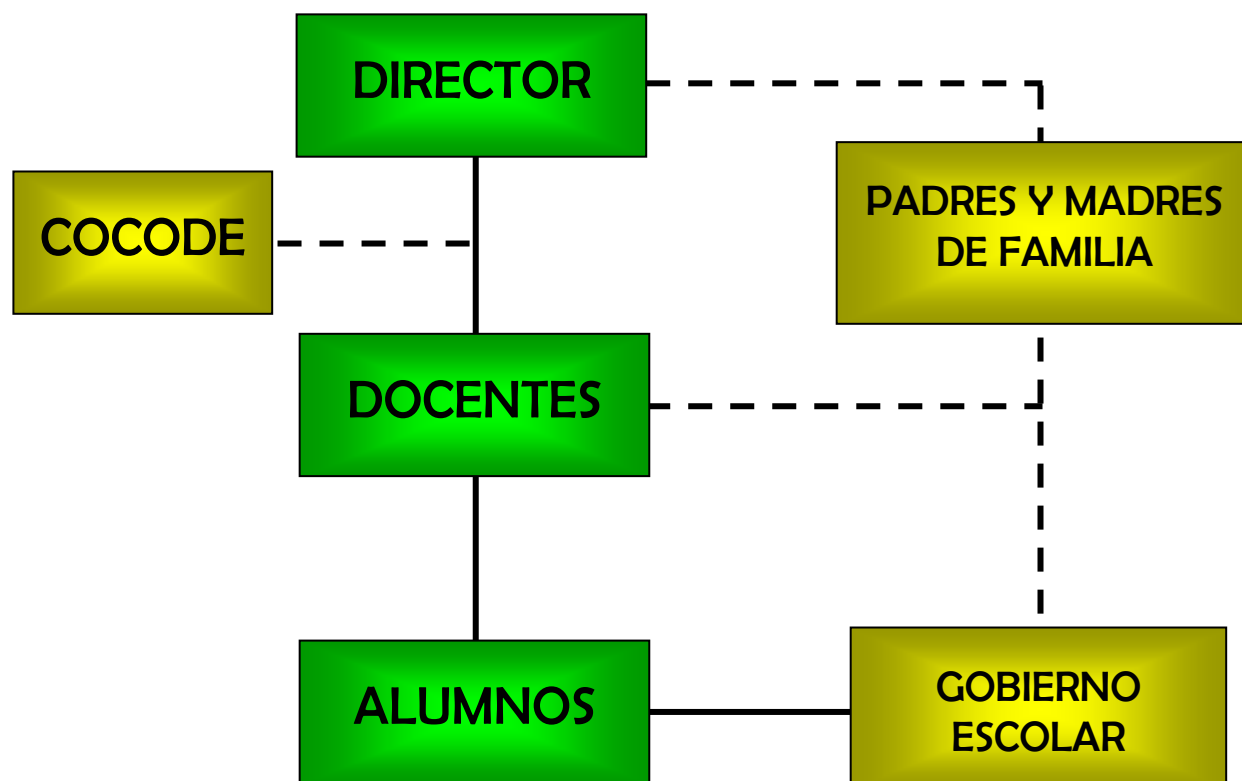 DIRECTOR
COCODE
PADRES Y MADRES
DE FAMILIA
DOCENTES
ALUMNOS
GOBIERNO
ESCOLAR